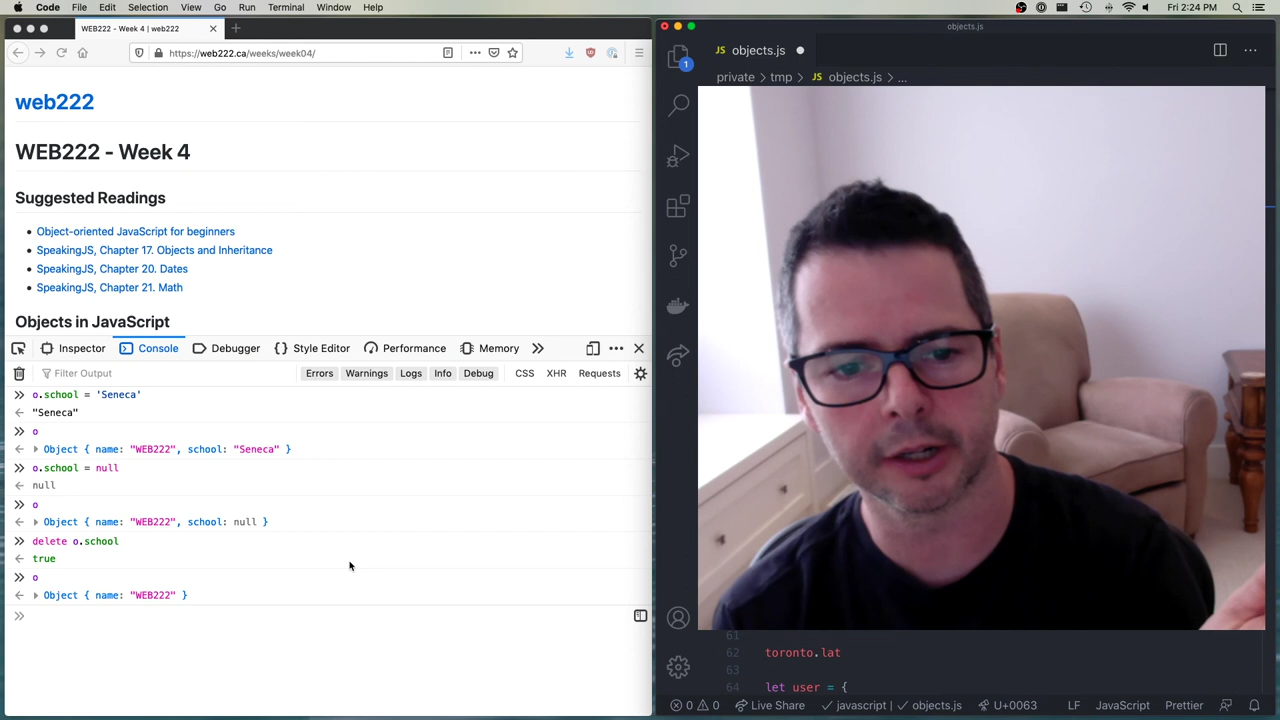 Code File Edit Selection View Go Run Terminal Window Help
Fri 2:24 PM
WEB222 - Week 4 | web222
https://web222.ca/weeks/week04/
web222
WEB222 - Week 4
Suggested Readings
Object-oriented JavaScript for beginners
SpeakingJS, Chapter 17. Objects and Inheritance
SpeakingJS, Chapter 20. Dates
SpeakingJS, Chapter 21. Math
Objects in JavaScript
Inspector Console Debugger Style Editor Performance Memory
Filter Output Errors Warnings Logs Info Debug CSS XHR Requests
o.school = 'Seneca'
"Seneca"
o
Object { name: "WEB222", school: "Seneca" }
o.school = null
null
o
Object { name: "WEB222", school: null }
delete o.school
true
o
Object { name: "WEB222" }
objects.js
JS objects.js
private > tmp > JS objects.js > ...
1
61
62 toronto.lat
63
64 let user = {
0 0 Live Share javascript | objects.js U+0063 LF JavaScript Prettier